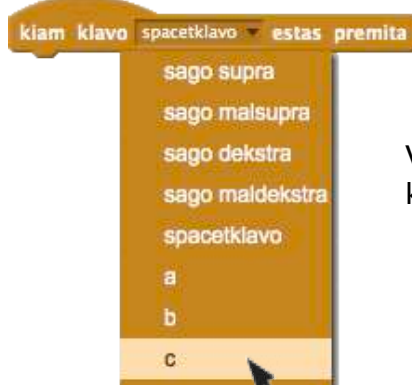 kiam klavo spacetklavo estas premita
sago supra
sago malsupra
sago dekstra
sago maldekstra
spacetklavo
a
b
c